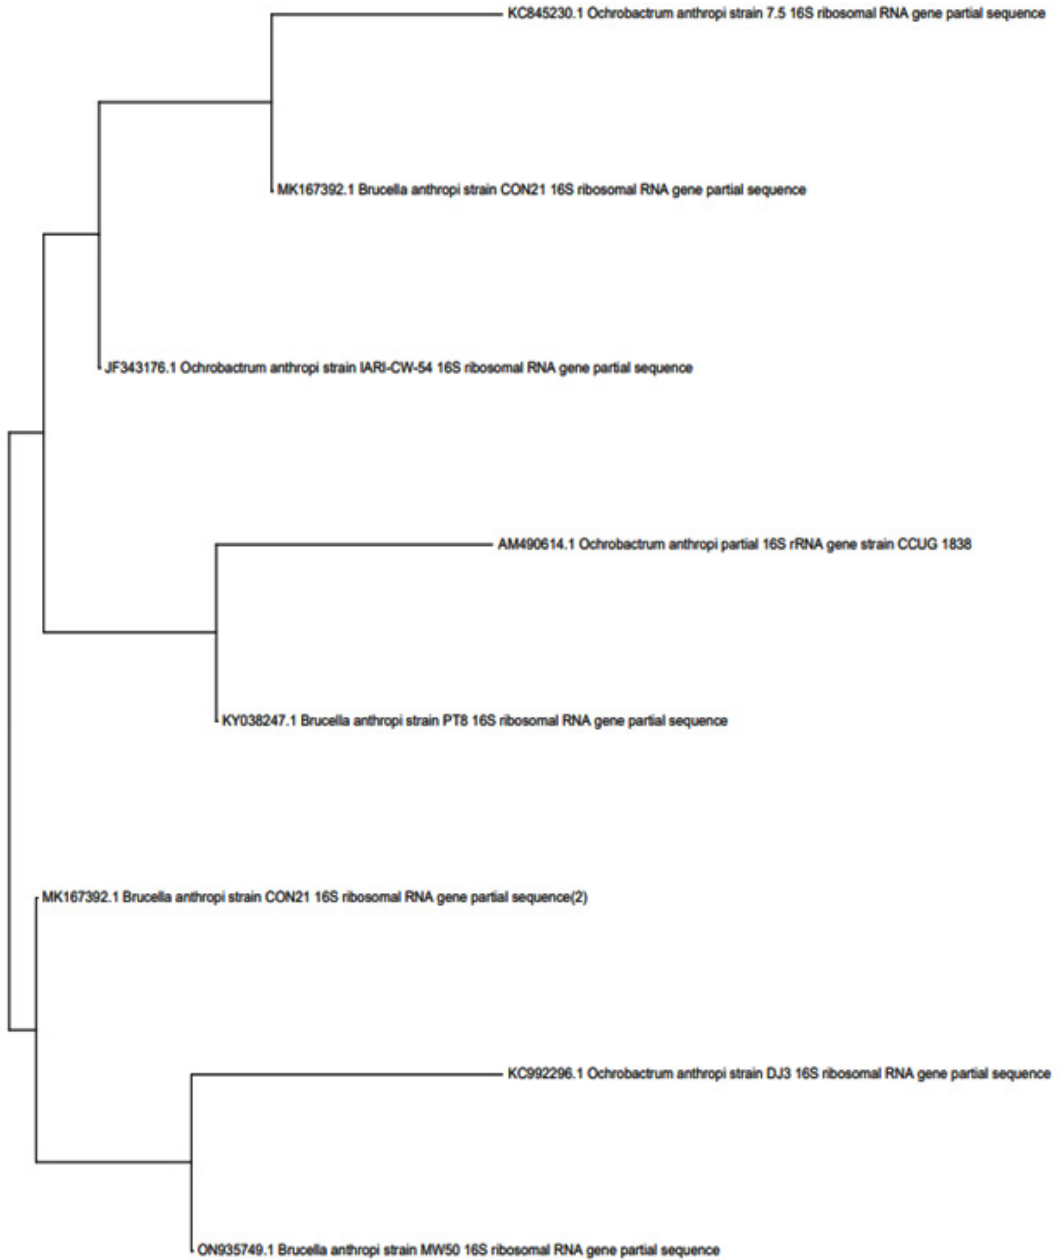 KC845230.1 Ochrobactrum anthropi strain 7.5 16S ribosomal RNA gene partial sequence
MK167392.1 Brucella anthropi strain CON21 16S ribosomal RNA gene partial sequence
JF343176.1 Ochrobactrum anthropi strain IARI-CW-54 16S ribosomal RNA gene partial sequence
AM490614.1 Ochrobactrum anthropi partial 16S rRNA gene strain CCUG 1838
KY038247.1 Brucella anthropi strain PT8 16S ribosomal RNA gene partial sequence
MK167392.1 Brucella anthropi strain CON21 16S ribosomal RNA gene partial sequence(2)
KC992296.1 Ochrobactrum anthropi strain DJ3 16S ribosomal RNA gene partial sequence
ON935749.1 Brucella anthropi strain MW50 16S ribosomal RNA gene partial sequence